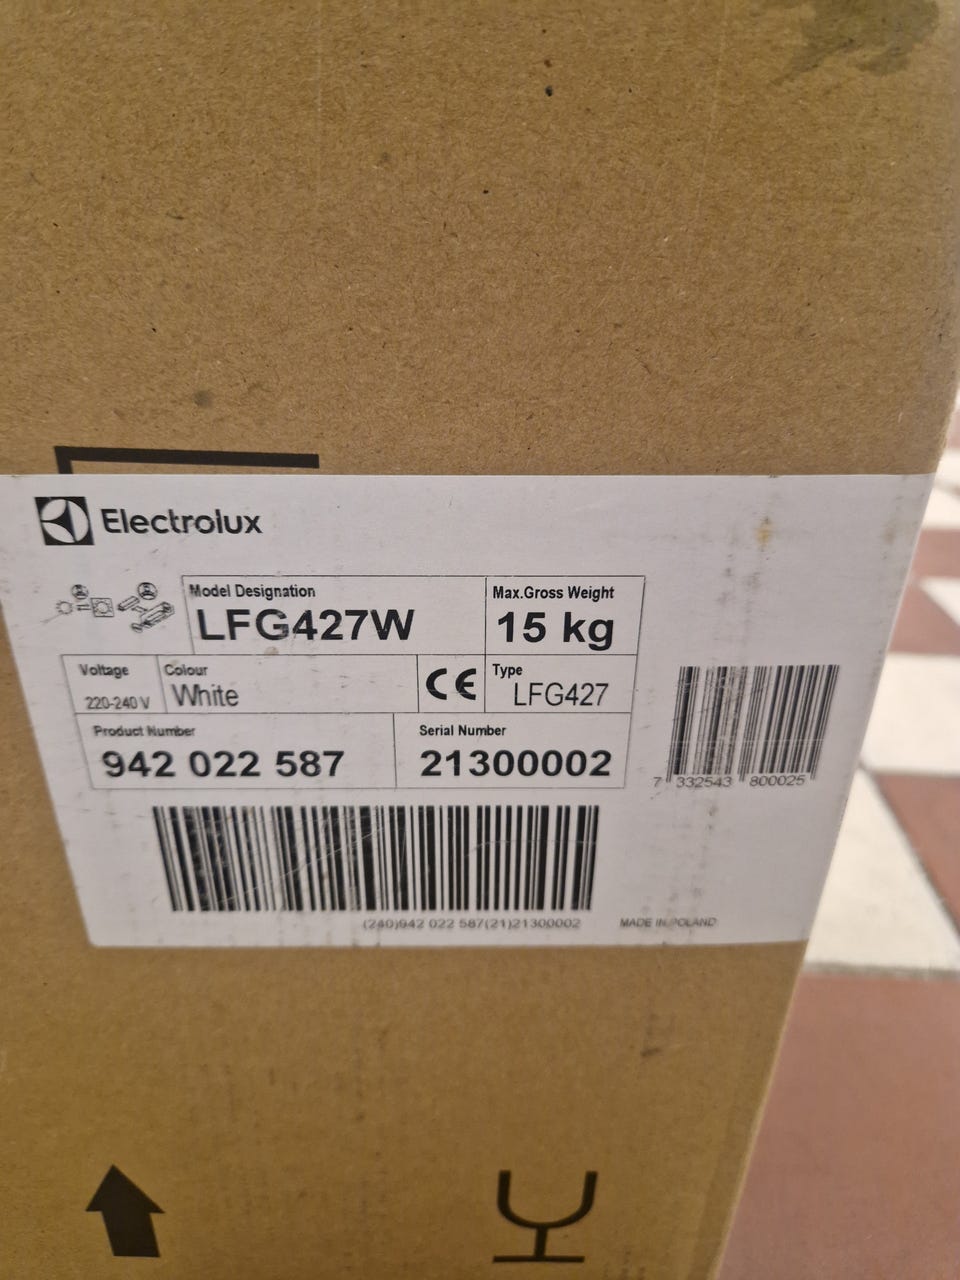 Electrolux
Model Designation
LFG427W
Max.Gross Weight
15 kg
Voltage
220-240 V
Colour
White
CE
Type
LFG427
Product Number
942 022 587
Serial Number
21300002
7 332543 800025
(240)942 022 587(21)21300002
MADE IN POLAND